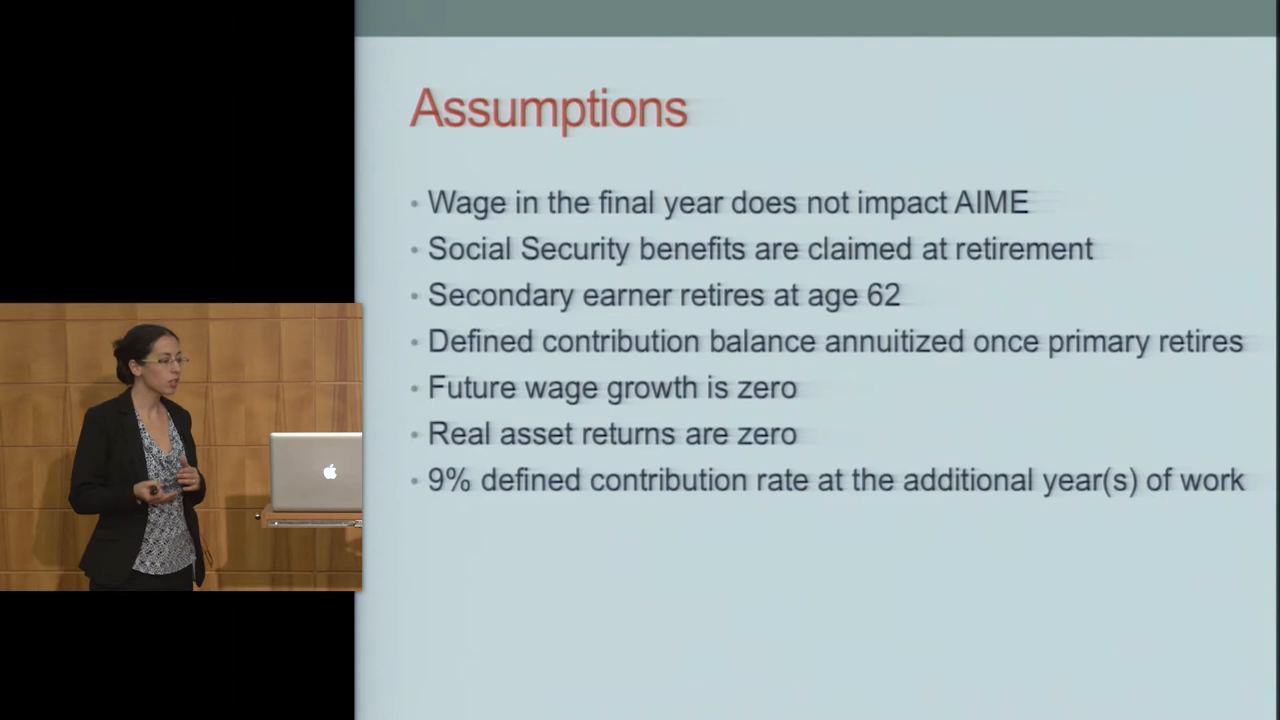 Assumptions
• Wage in the final year does not impact AIME
• Social Security benefits are claimed at retirement
• Secondary earner retires at age 62
• Defined contribution balance annuitized once primary retires
• Future wage growth is zero
• Real asset returns are zero
• 9% defined contribution rate at the additional year(s) of work